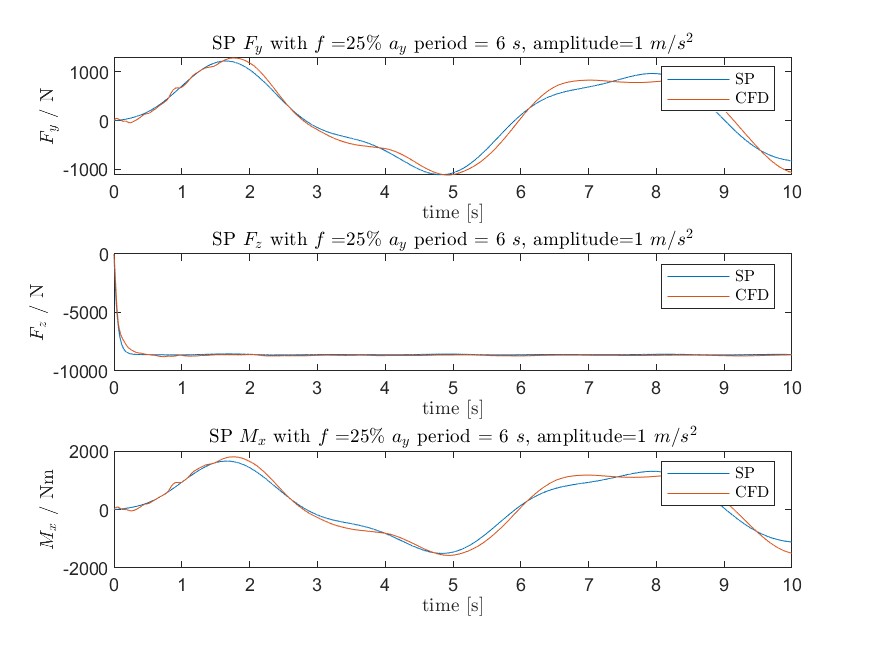 SP F_y with f =25% a_y period = 6 s, amplitude=1 m/s^2
1000
0
-1000
F_y / N
SP
CFD
0 1 2 3 4 5 6 7 8 9 10
time [s]
SP F_z with f =25% a_y period = 6 s, amplitude=1 m/s^2
0
-5000
-10000
F_z / N
SP
CFD
0 1 2 3 4 5 6 7 8 9 10
time [s]
SP M_x with f =25% a_y period = 6 s, amplitude=1 m/s^2
2000
0
-2000
M_x / Nm
SP
CFD
0 1 2 3 4 5 6 7 8 9 10
time [s]